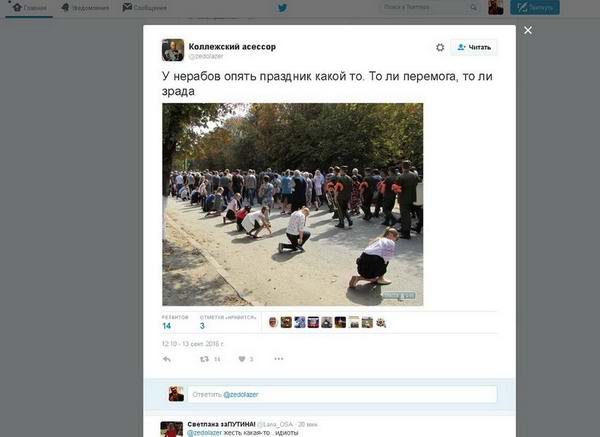 Главная Уведомления Сообщения Поиск в Твиттере Твитнуть
Коллежский асессор
@zedolazer
Читать
У нерабов опять праздник какой то. То ли перемога, то ли
зрада
РЕТВИТОВ ОТМЕТКИ «НРАВИТСЯ»
14 3
12:10 - 13 сент. 2016 г.
14 3
Ответить @zedolazer
Светлана заПУТИНА! @Lana_OSA · 20 мин
@zedolazer жесть какая-то...идиоты